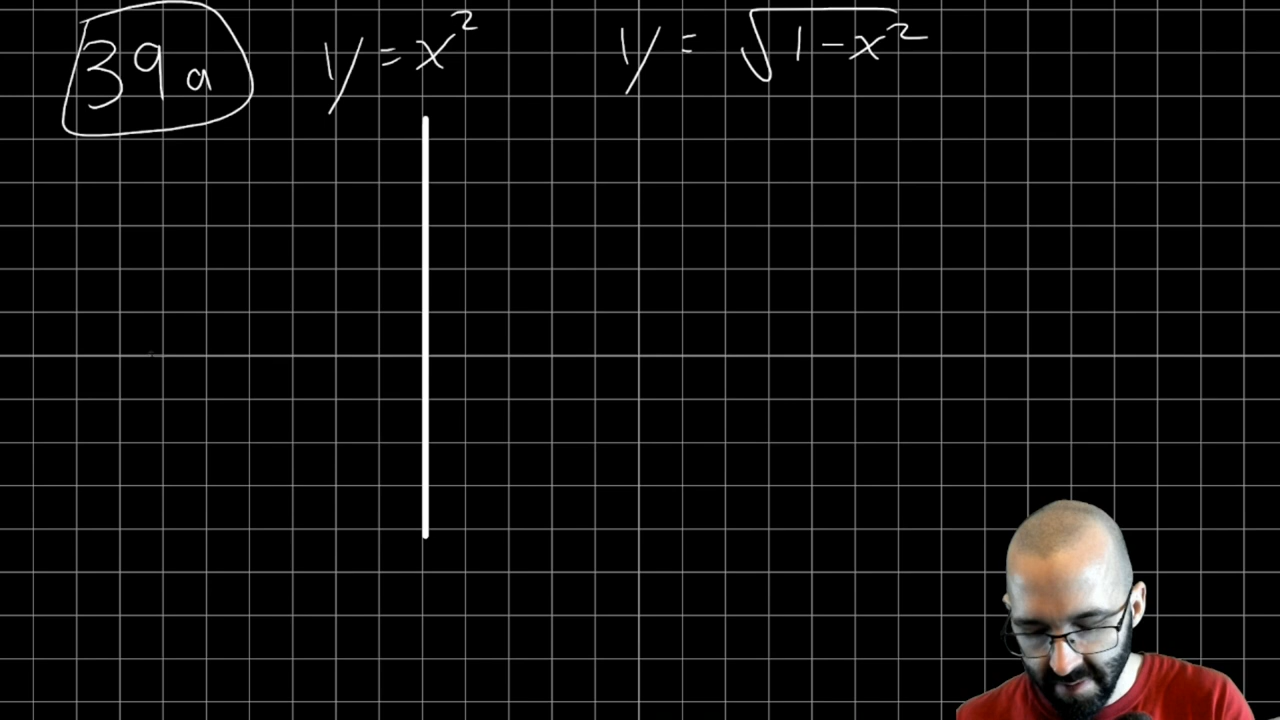 39a y = x² y = √(1-x²)